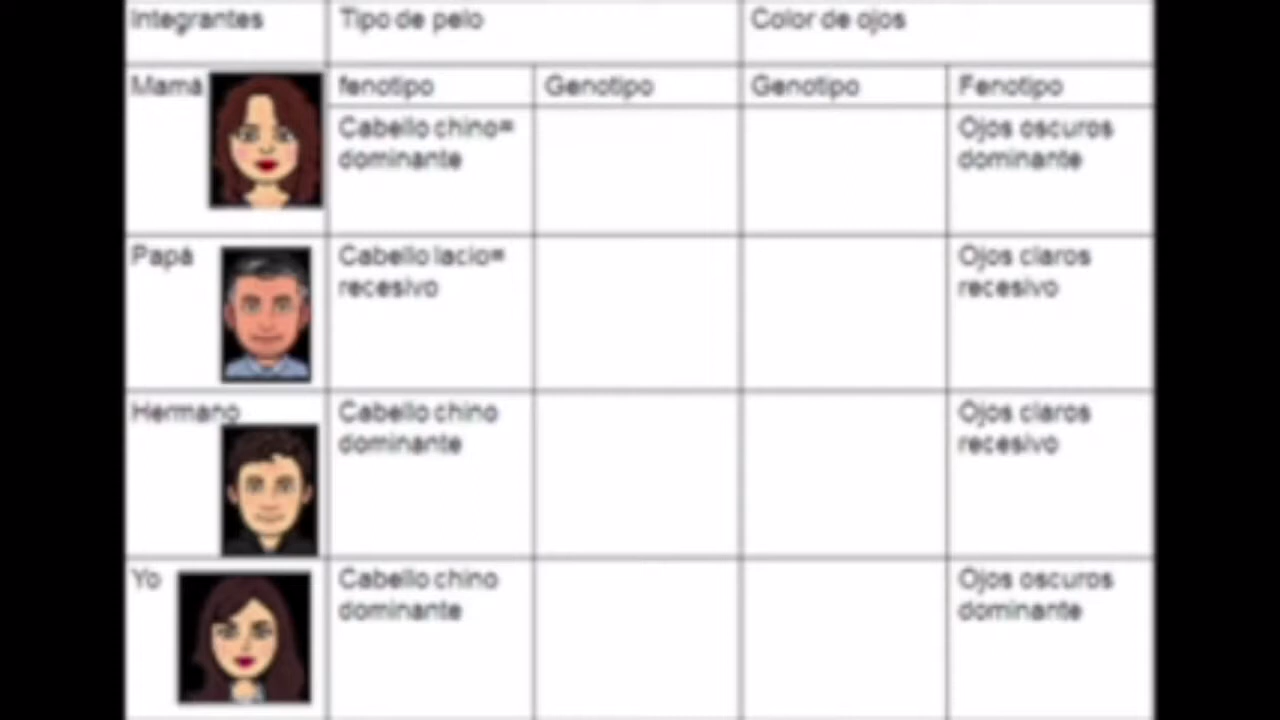 Integrantes Tipo de pelo Color de ojos
Mamá fenotipo Genotipo Genotipo Fenotipo
Cabello chino= Ojos oscuros
dominante dominante
Papá Cabello lacio= Ojos claros
recesivo recesivo
Hermano Cabello chino Ojos claros
dominante recesivo
Yo Cabello chino Ojos oscuros
dominante dominante